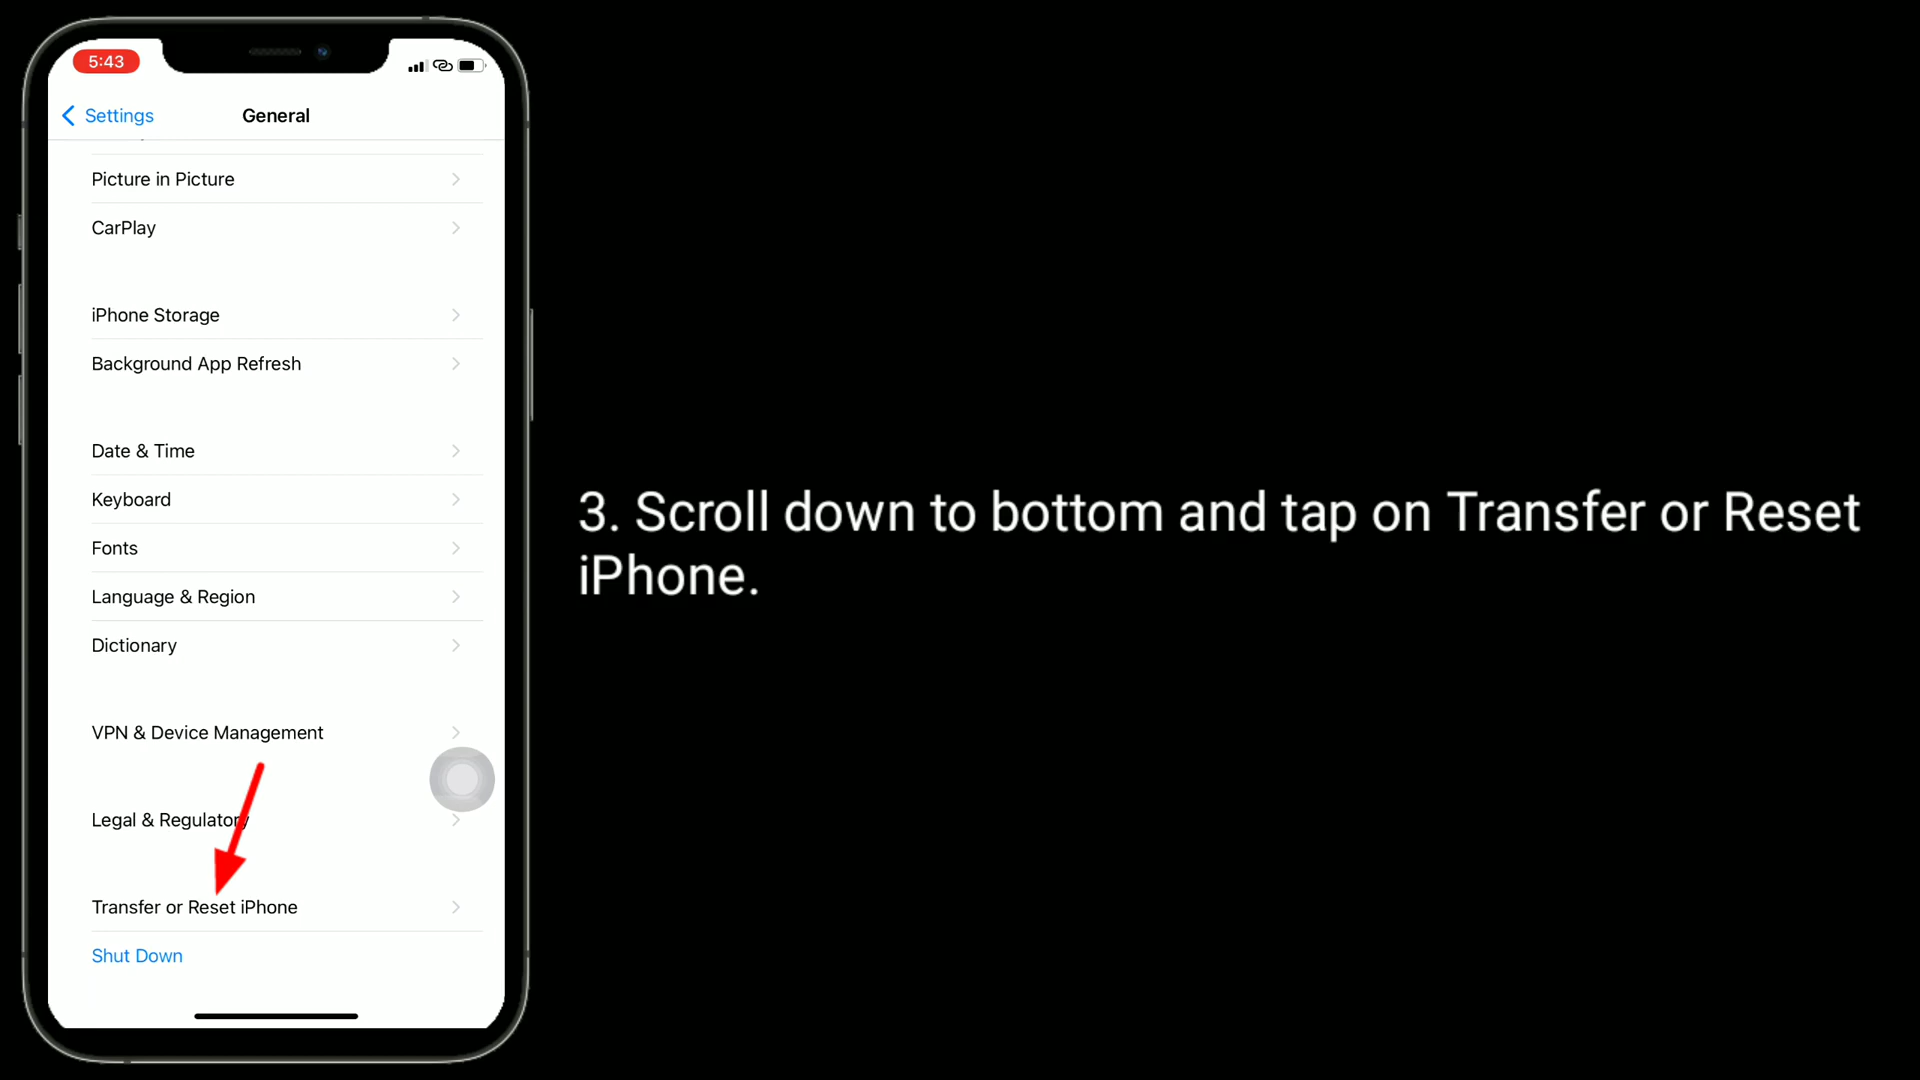 5:43
Settings
General
Picture in Picture
CarPlay
iPhone Storage
Background App Refresh
Date & Time
Keyboard
Fonts
Language & Region
Dictionary
VPN & Device Management
Legal & Regulatory
Transfer or Reset iPhone
Shut Down
3. Scroll down to bottom and tap on Transfer or Reset
iPhone.